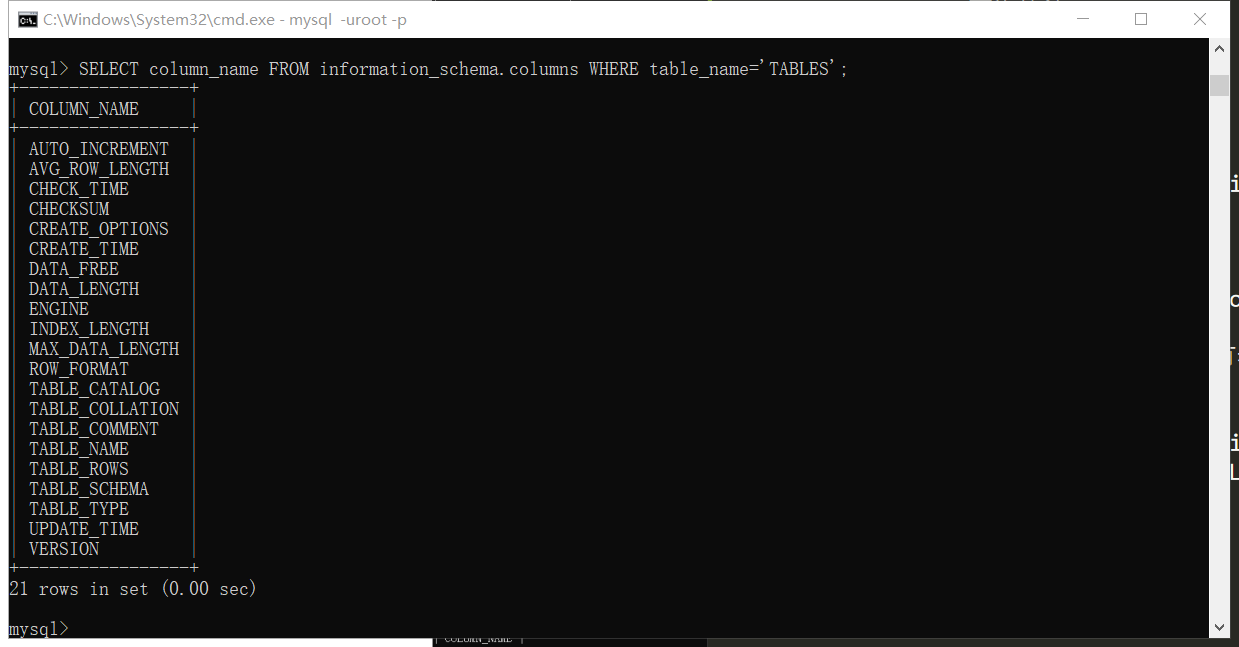 C:\Windows\System32\cmd.exe - mysql  -uroot -p
mysql> SELECT column_name FROM information_schema.columns WHERE table_name='TABLES';
+-----------------+
| COLUMN_NAME     |
+-----------------+
| AUTO_INCREMENT  |
| AVG_ROW_LENGTH  |
| CHECK_TIME      |
| CHECKSUM        |
| CREATE_OPTIONS  |
| CREATE_TIME     |
| DATA_FREE       |
| DATA_LENGTH     |
| ENGINE          |
| INDEX_LENGTH    |
| MAX_DATA_LENGTH |
| ROW_FORMAT      |
| TABLE_CATALOG   |
| TABLE_COLLATION |
| TABLE_COMMENT   |
| TABLE_NAME      |
| TABLE_ROWS      |
| TABLE_SCHEMA    |
| TABLE_TYPE      |
| UPDATE_TIME     |
| VERSION         |
+-----------------+
21 rows in set (0.00 sec)
mysql>
| COLUMN_NAME |